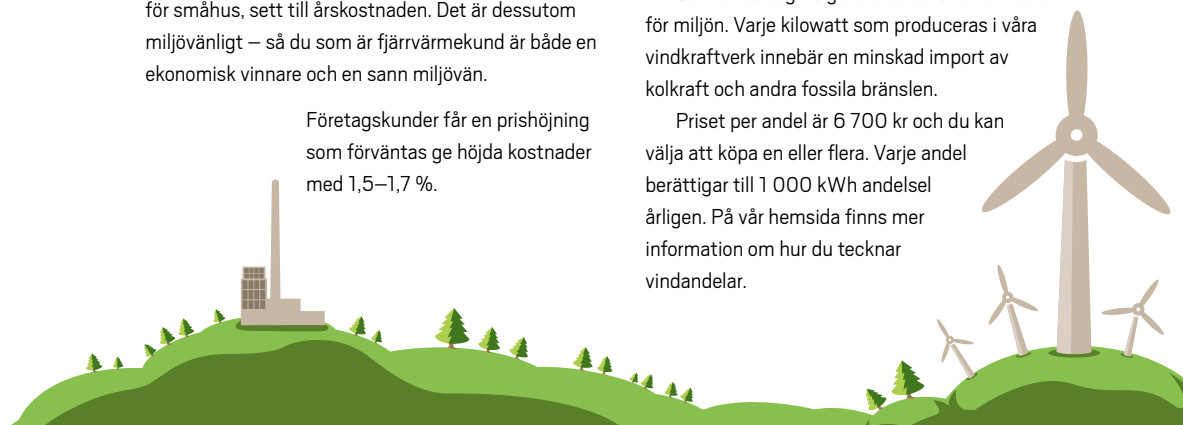 för småhus, sett till årskostnaden. Det är dessutom
miljövänligt – så du som är fjärrvärmekund är både en
ekonomisk vinnare och en sann miljövän.
Företagskunder får en prishöjning
som förväntas ge höjda kostnader
med 1,5–1,7 %.
för miljön. Varje kilowatt som produceras i våra
vindkraftverk innebär en minskad import av
kolkraft och andra fossila bränslen.
Priset per andel är 6 700 kr och du kan
välja att köpa en eller flera. Varje andel
berättigar till 1 000 kWh andelsel
årligen. På vår hemsida finns mer
information om hur du tecknar
vindandelar.